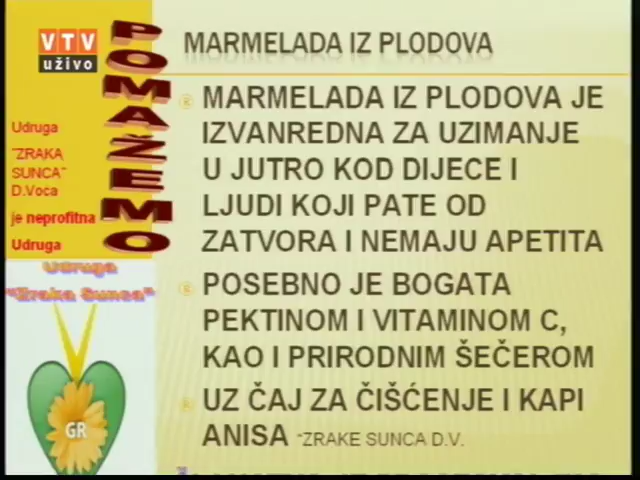 VTV
uživo
POMAŽEMO
Udruga
"ZRAKA
SUNCA"
D.Voća
je neprofitna
Udruga
Udruga
"Zraka Sunca"
GR
MARMELADA IZ PLODOVA
MARMELADA IZ PLODOVA JE
IZVANREDNA ZA UZIMANJE
U JUTRO KOD DIJECE I
LJUDI KOJI PATE OD
ZATVORA I NEMAJU APETITA
POSEBNO JE BOGATA
PEKTINOM I VITAMINOM C,
KAO I PRIRODNIM ŠEČEROM
UZ ČAJ ZA ČIŠĆENJE I KAPI
ANISA "ZRAKE SUNCA D.V.